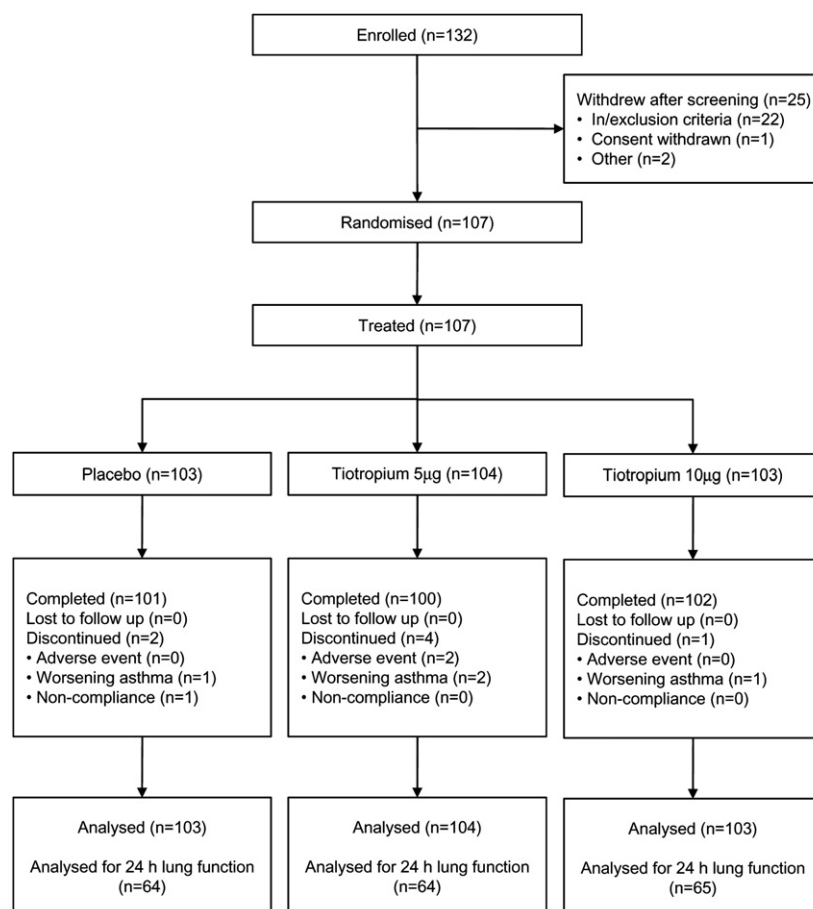 Enrolled (n=132)
Withdrew after screening (n=25)
• In/exclusion criteria (n=22)
• Consent withdrawn (n=1)
• Other (n=2)
Randomised (n=107)
Treated (n=107)
Placebo (n=103)
Tiotropium 5µg (n=104)
Tiotropium 10µg (n=103)
Completed (n=101)
Lost to follow up (n=0)
Discontinued (n=2)
• Adverse event (n=0)
• Worsening asthma (n=1)
• Non-compliance (n=1)
Completed (n=100)
Lost to follow up (n=0)
Discontinued (n=4)
• Adverse event (n=2)
• Worsening asthma (n=2)
• Non-compliance (n=0)
Completed (n=102)
Lost to follow up (n=0)
Discontinued (n=1)
• Adverse event (n=0)
• Worsening asthma (n=1)
• Non-compliance (n=0)
Analysed (n=103)
Analysed for 24 h lung function
(n=64)
Analysed (n=104)
Analysed for 24 h lung function
(n=64)
Analysed (n=103)
Analysed for 24 h lung function
(n=65)